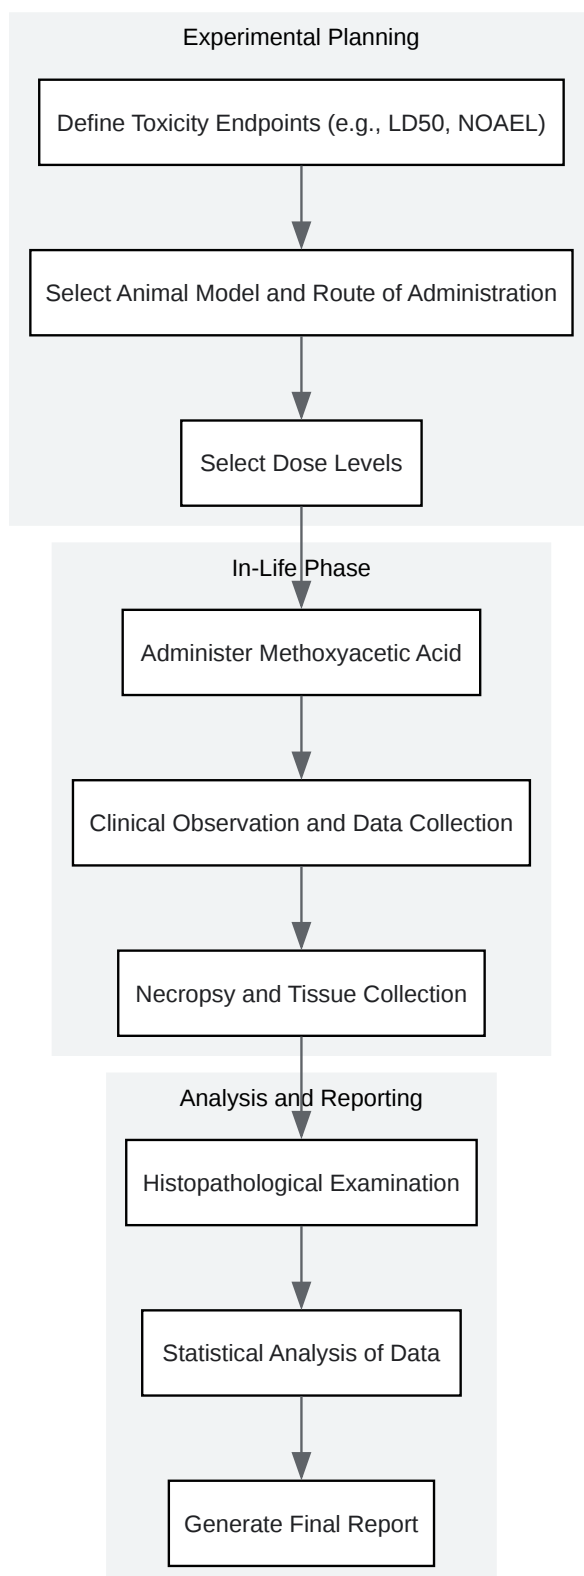 Experimental Planning
Define Toxicity Endpoints (e.g., LD50, NOAEL)
Select Animal Model and Route of Administration
Select Dose Levels
In-Life Phase
Administer Methoxyacetic Acid
Clinical Observation and Data Collection
Necropsy and Tissue Collection
Analysis and Reporting
Histopathological Examination
Statistical Analysis of Data
Generate Final Report